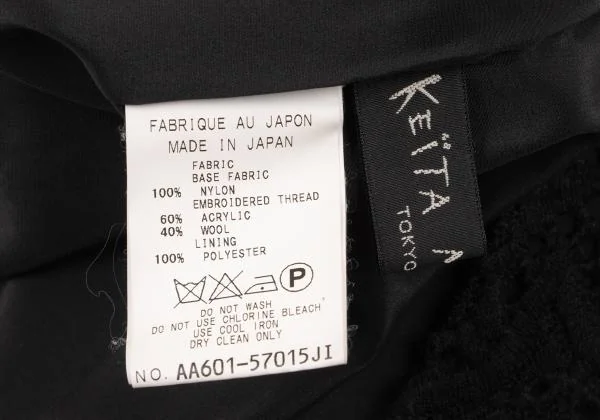 FABRIQUE AU JAPON
MADE IN JAPAN
FABRIC
BASE FABRIC
100% NYLON
EMBROIDERED THREAD
60% ACRYLIC
40% WOOL
LINING
100% POLYESTER
P
DO NOT WASH
DO NOT USE CHLORINE BLEACH
USE COOL IRON
DRY CLEAN ONLY
NO. AA601-57015JI
KEÏTA
TOKYO